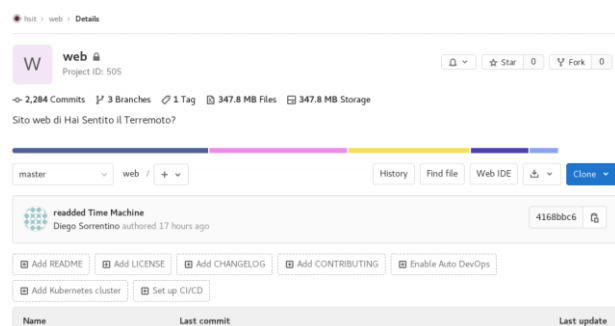 hsit › web › Details
W
web
Project ID: 505
Star 0
Fork 0
2,284 Commits 3 Branches 1 Tag 347.8 MB Files 347.8 MB Storage
Sito web di Hai Sentito il Terremoto?
master web / + History Find file Web IDE Clone
readded Time Machine
Diego Sorrentino authored 17 hours ago
4168bbc6
Add README Add LICENSE Add CHANGELOG Add CONTRIBUTING Enable Auto DevOps
Add Kubernetes cluster Set up CI/CD
Name Last commit Last update